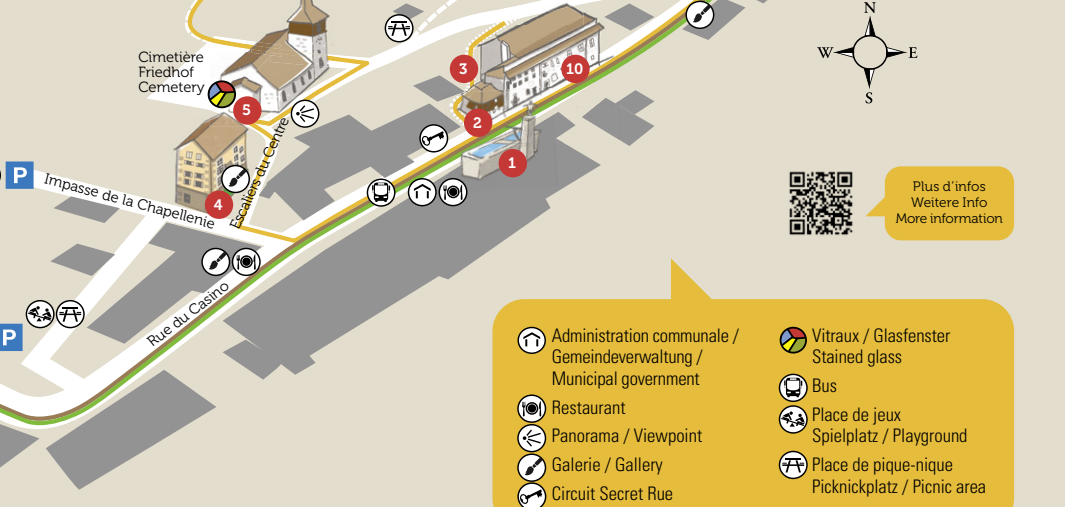 N
W
E
S
Cimetière
Friedhof
Cemetery
3
10
5
2
1
4
Escaliers du Centre
P
Impasse de la Chapellenie
Rue du Casino
P
Plus d'infos
Weitere Info
More information
Administration communale /
Gemeindeverwaltung /
Municipal government
Restaurant
Panorama / Viewpoint
Galerie / Gallery
Circuit Secret Rue
Vitraux / Glasfenster
Stained glass
Bus
Place de jeux
Spielplatz / Playground
Place de pique-nique
Picknickplatz / Picnic area